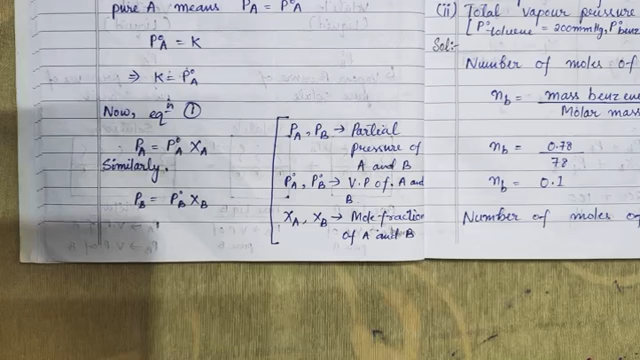 pure A means P_A = P°_A
P°_A = K
⇒ K = P°_A
Now, eqⁿ ①
P_A = P°_A X_A
Similarly.
P_B = P°_B X_B
P_A, P_B → Partial
pressure of
A and B
P°_A, P°_B → V.P of. A and
B
X_A, X_B → Mole fraction
of A and B
(ii) Total vapour pressure
[P°toluene = 200mmHg, P°benz
Sol:-
Number of moles of
n_b = mass benzene
Molar mass
n_b = 0.78
78
n_b = 0.1
Number of moles of